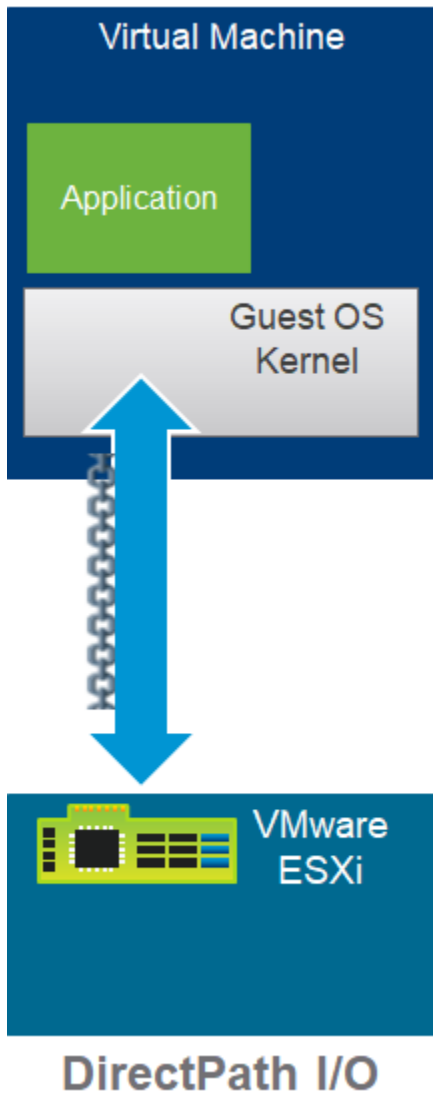 Virtual Machine
Application
Guest OS
Kernel
VMware
ESXi
DirectPath I/O